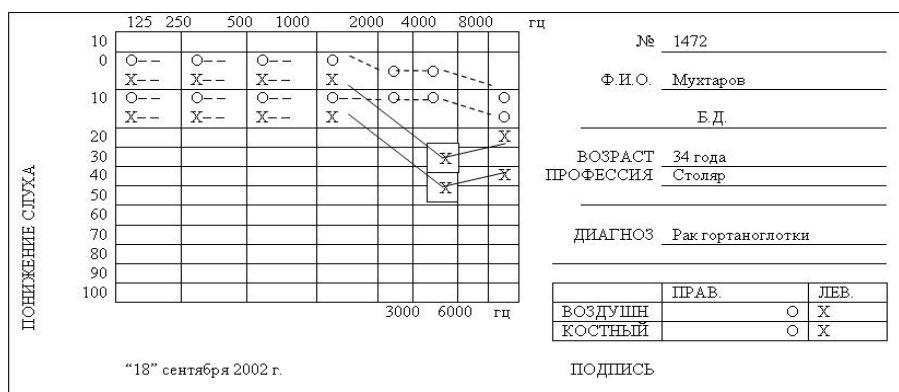 125 250 500 1000 2000 4000 8000 гц
10
0
10
20
30
40
50
60
70
80
90
100
ПОНИЖЕНИЕ СЛУХА
O-- O-- O-- O O--O
X-- X-- X-- X
O-- O-- O-- O O O O
X-- X-- X-- X O
X
X
X
X
3000 6000 гц
“18” сентября 2002 г.
№ 1472
Ф.И.О. Мухтаров
Б.Д.
ВОЗРАСТ 34 года
ПРОФЕССИЯ Столяр
ДИАГНОЗ Рак гортаноглотки
ПРАВ. ЛЕВ.
ВОЗДУШН O X
КОСТНЫЙ O X
ПОДПИСЬ